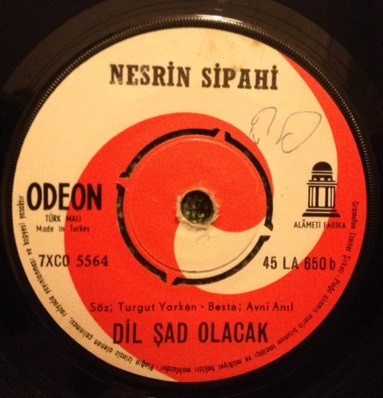 NESRİN SİPAHİ
ODEON
TÜRK MALI
Made in Turkey
ALÂMETİ FARİKA
7XCO 5564
45 LA 650 b
Söz; Turgut Yarken - Beste; Avni Anıl
DİL ŞAD OLACAK